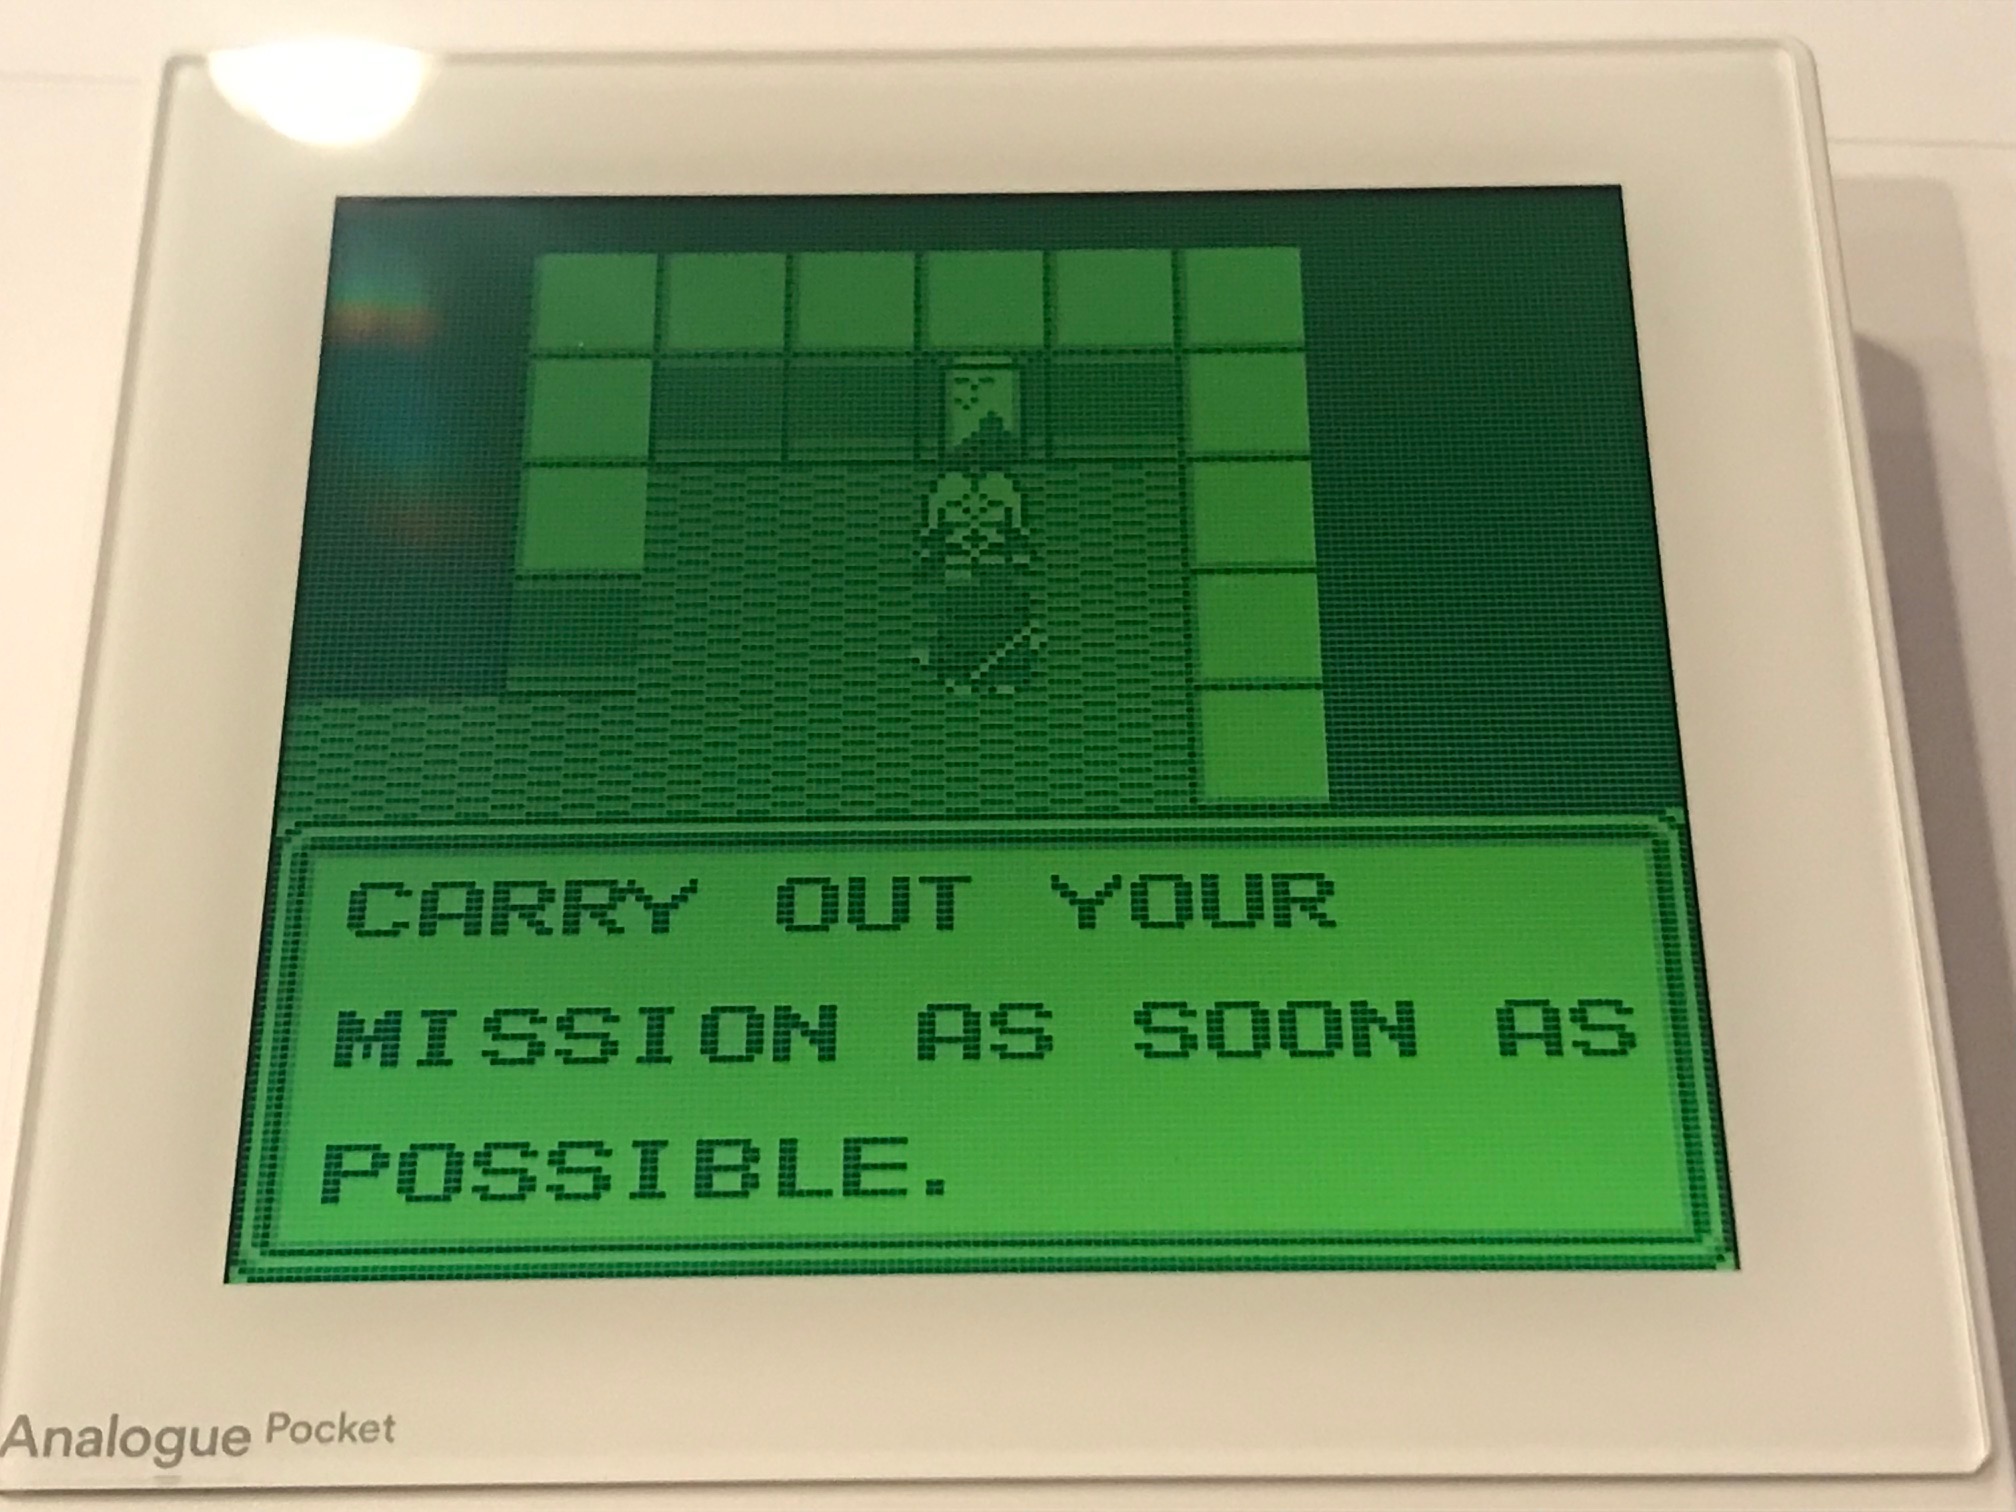 CARRY OUT YOUR
MISSION AS SOON AS
POSSIBLE.
Analogue Pocket